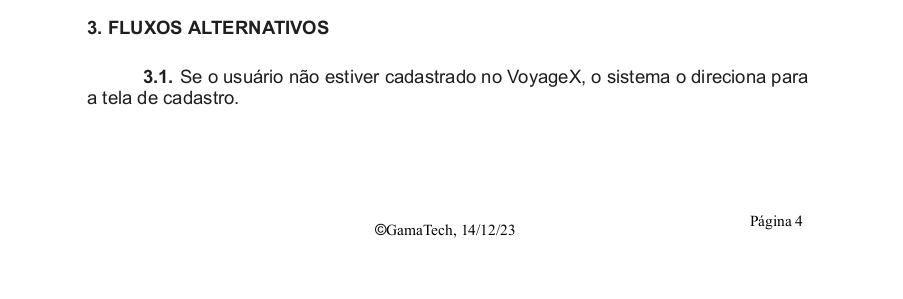 3. FLUXOS ALTERNATIVOS
3.1. Se o usuário não estiver cadastrado no VoyageX, o sistema o direciona para
a tela de cadastro.
Página 4
©GamaTech, 14/12/23